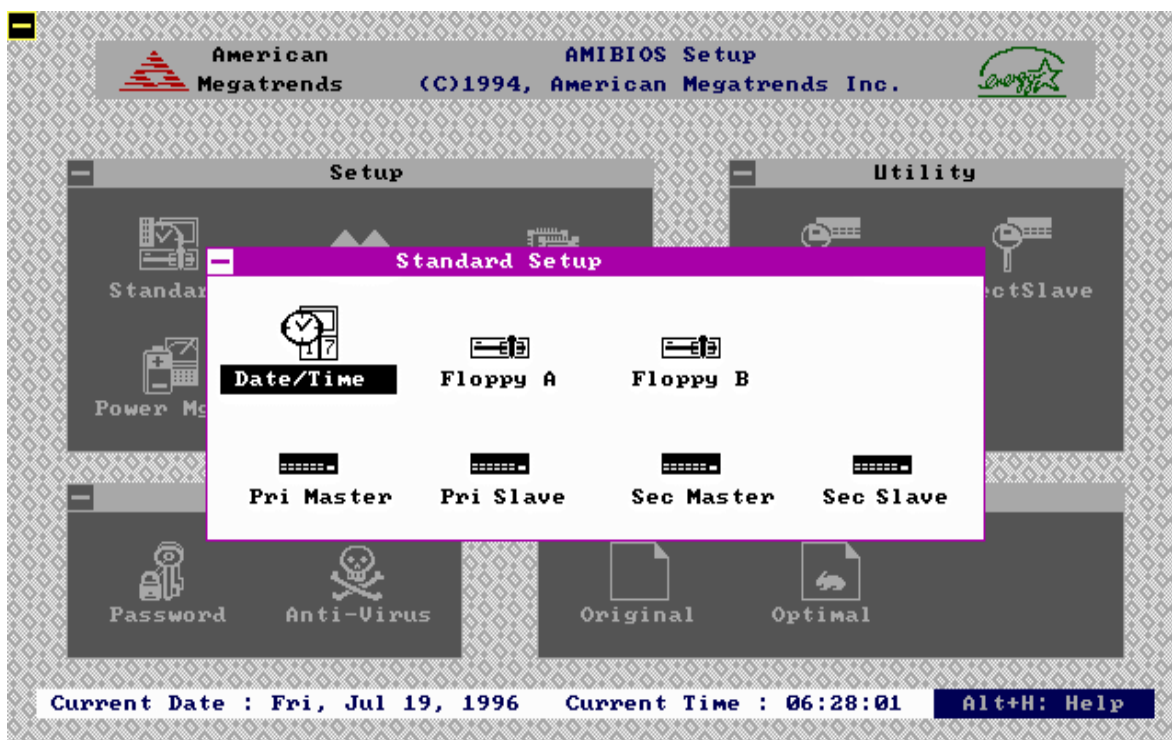 American Megatrends
AMIBIOS Setup
(C)1994, American Megatrends Inc.
energy
Setup
Utility
Standard Setup
Date/Time
Floppy A
Floppy B
Pri Master
Pri Slave
Sec Master
Sec Slave
Power
Password
Anti-Virus
Original
Optimal
Current Date : Fri, Jul 19, 1996
Current Time : 06:28:01
Alt+H: Help